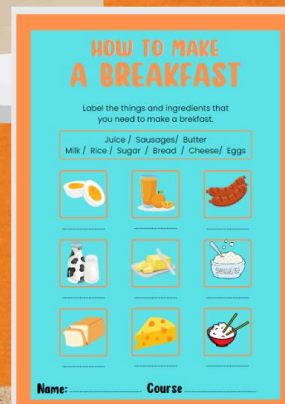 HOW TO MAKE
A BREAKFAST
Label the things and ingredients that
you need to make a brekfast.
Juice / Sausages/ Butter
Milk / Rice / Sugar / Bread / Cheese/ Eggs
SUGAR
Name:
Course